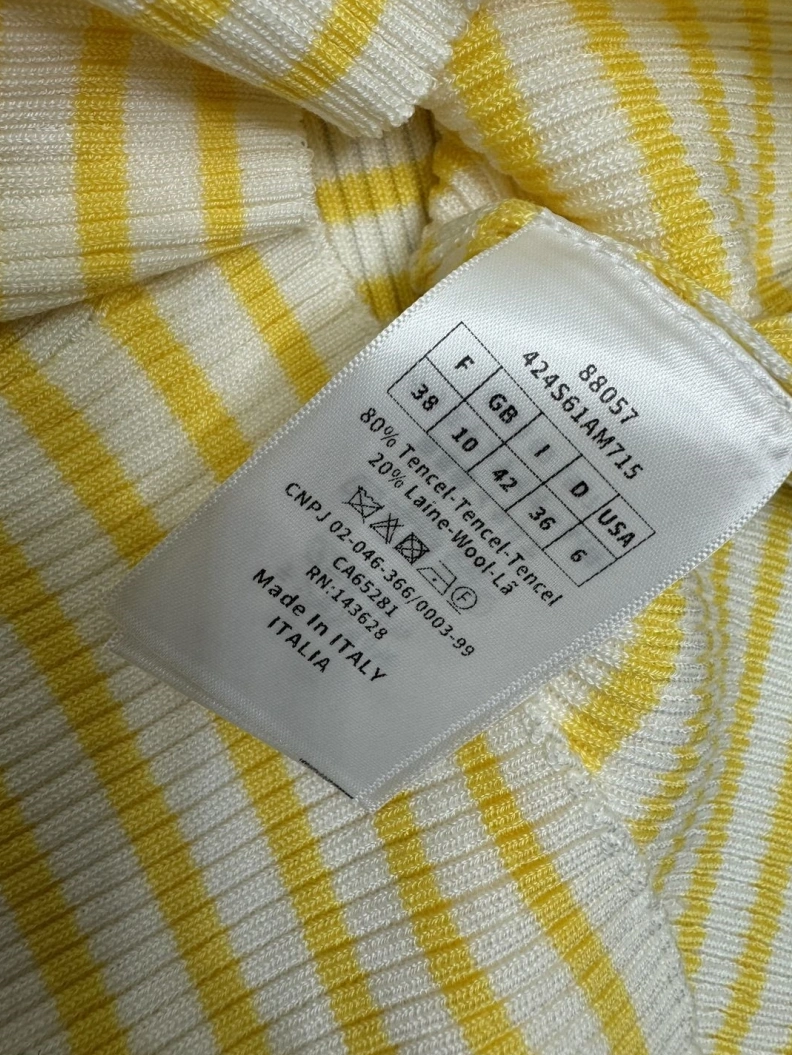 88057
424S61AM715
F GB I D USA
38 10 42 36 6
80% Tencel-Tencel-Tencel
20% Laine-Wool-Lã
F
CNPJ 02-046-366/0003-99
CA65281
RN:143628
Made In ITALY
ITALIA